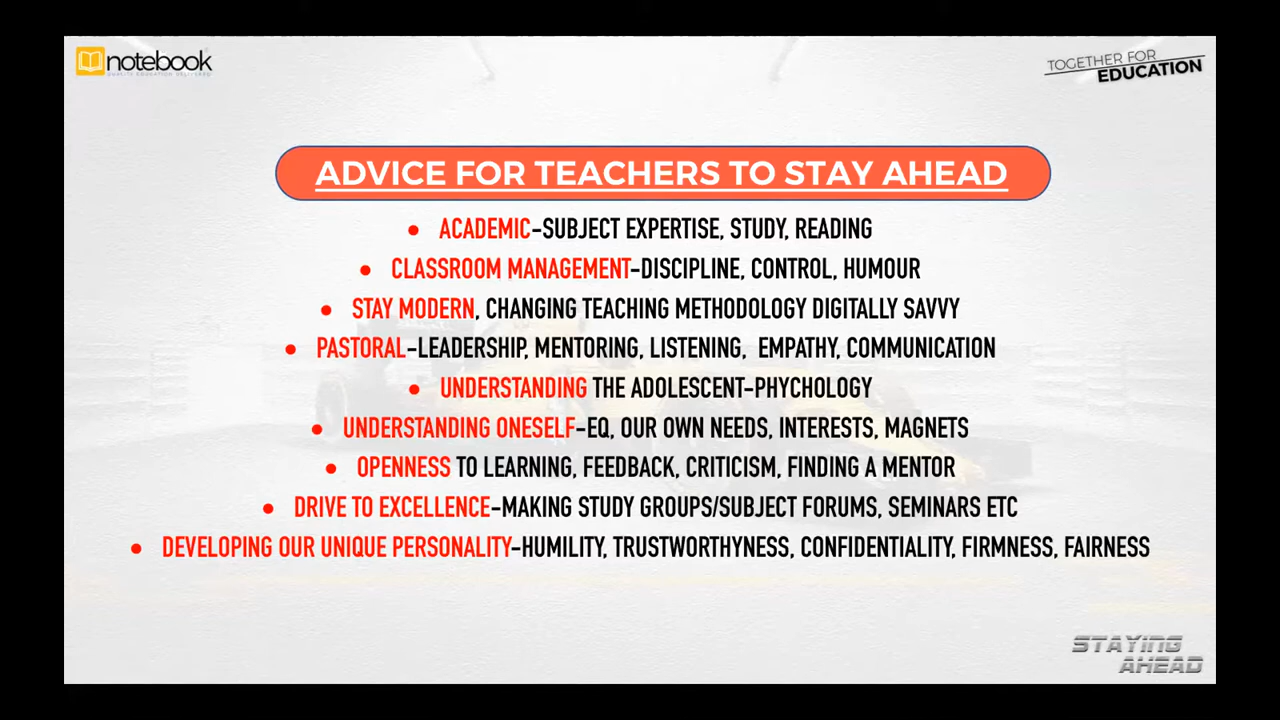 notebook
TOGETHER FOR
EDUCATION
ADVICE FOR TEACHERS TO STAY AHEAD
• ACADEMIC-SUBJECT EXPERTISE, STUDY, READING
• CLASSROOM MANAGEMENT-DISCIPLINE, CONTROL, HUMOUR
• STAY MODERN, CHANGING TEACHING METHODOLOGY DIGITALLY SAVVY
• PASTORAL-LEADERSHIP, MENTORING, LISTENING, EMPATHY, COMMUNICATION
• UNDERSTANDING THE ADOLESCENT-PHYCHOLOGY
• UNDERSTANDING ONESELF-EQ, OUR OWN NEEDS, INTERESTS, MAGNETS
• OPENNESS TO LEARNING, FEEDBACK, CRITICISM, FINDING A MENTOR
• DRIVE TO EXCELLENCE-MAKING STUDY GROUPS/SUBJECT FORUMS, SEMINARS ETC
• DEVELOPING OUR UNIQUE PERSONALITY-HUMILITY, TRUSTWORTHYNESS, CONFIDENTIALITY, FIRMNESS, FAIRNESS
STAYING
AHEAD